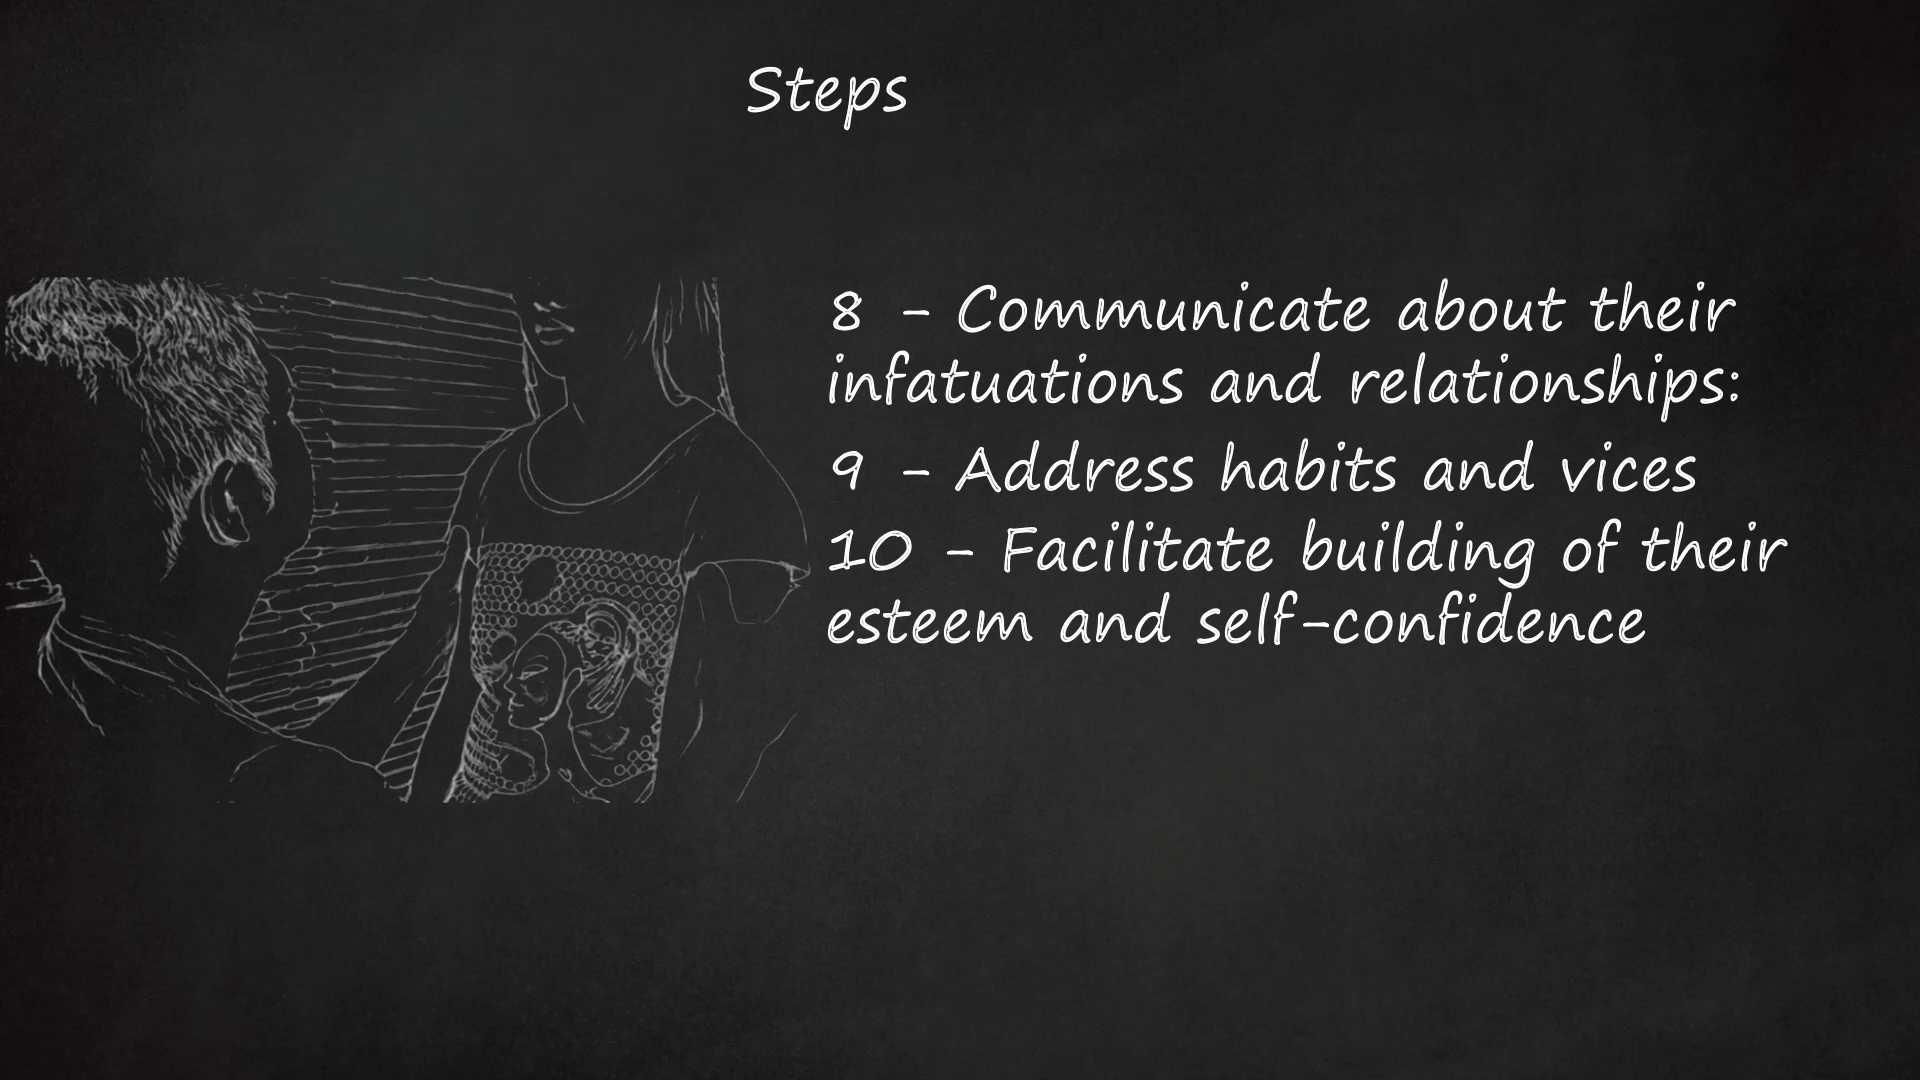 Steps
8 - Communicate about their
infatuations and relationships:
9 - Address habits and vices
10 - Facilitate building of their
esteem and self-confidence